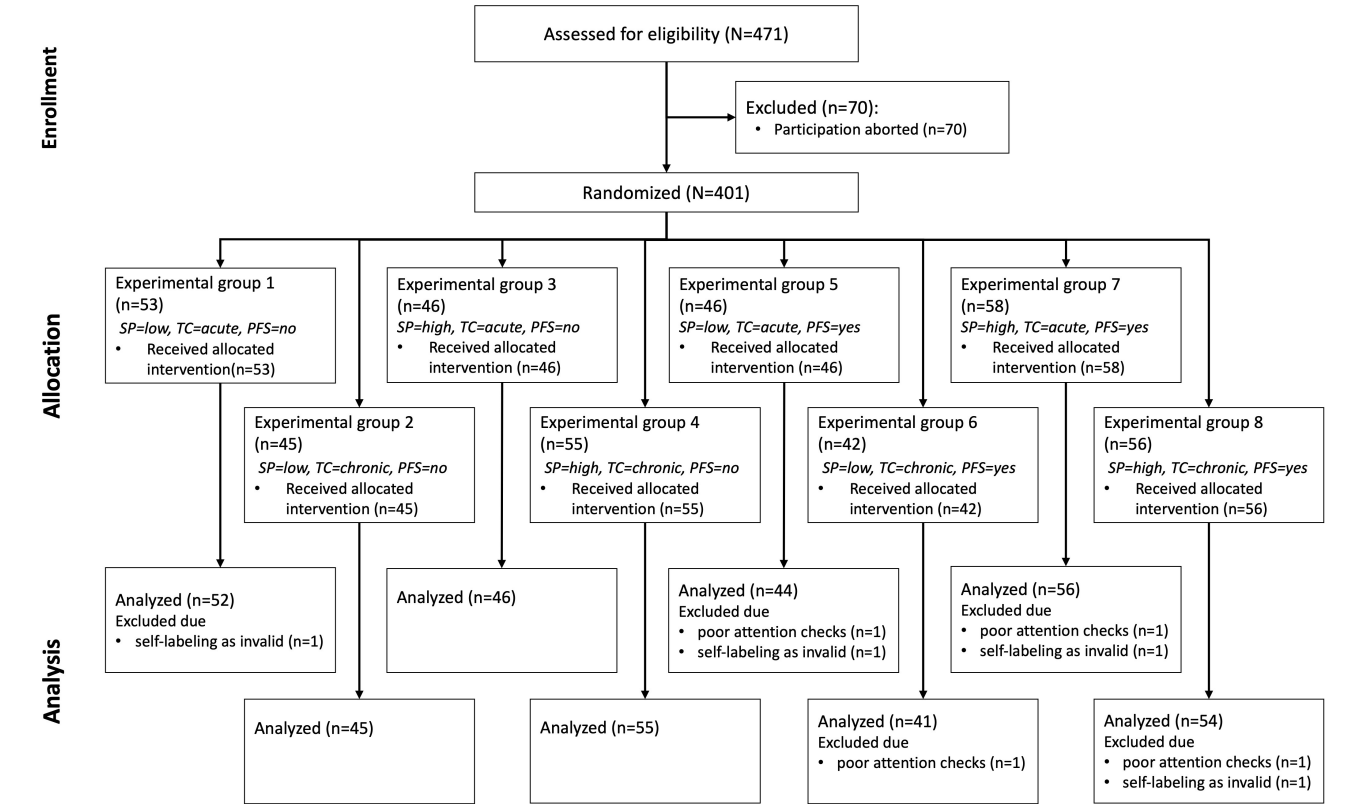 Enrollment
Assessed for eligibility (N=471)
Excluded (n=70):
• Participation aborted (n=70)
Randomized (N=401)
Allocation
Experimental group 1
(n=53)
SP=low, TC=acute, PFS=no
• Received allocated
intervention(n=53)
Experimental group 3
(n=46)
SP=high, TC=acute, PFS=no
• Received allocated
intervention (n=46)
Experimental group 5
(n=46)
SP=low, TC=acute, PFS=yes
• Received allocated
intervention (n=46)
Experimental group 7
(n=58)
SP=high, TC=acute, PFS=yes
• Received allocated
intervention (n=58)
Experimental group 2
(n=45)
SP=low, TC=chronic, PFS=no
• Received allocated
intervention (n=45)
Experimental group 4
(n=55)
SP=high, TC=chronic, PFS=no
• Received allocated
intervention (n=55)
Experimental group 6
(n=42)
SP=low, TC=chronic, PFS=yes
• Received allocated
intervention (n=42)
Experimental group 8
(n=56)
SP=high, TC=chronic, PFS=yes
• Received allocated
intervention (n=56)
Analysis
Analyzed (n=52)
Excluded due
• self-labeling as invalid (n=1)
Analyzed (n=46)
Analyzed (n=44)
Excluded due
• poor attention checks (n=1)
• self-labeling as invalid (n=1)
Analyzed (n=56)
Excluded due
• poor attention checks (n=1)
• self-labeling as invalid (n=1)
Analyzed (n=45)
Analyzed (n=55)
Analyzed (n=41)
Excluded due
• poor attention checks (n=1)
Analyzed (n=54)
Excluded due
• poor attention checks (n=1)
• self-labeling as invalid (n=1)